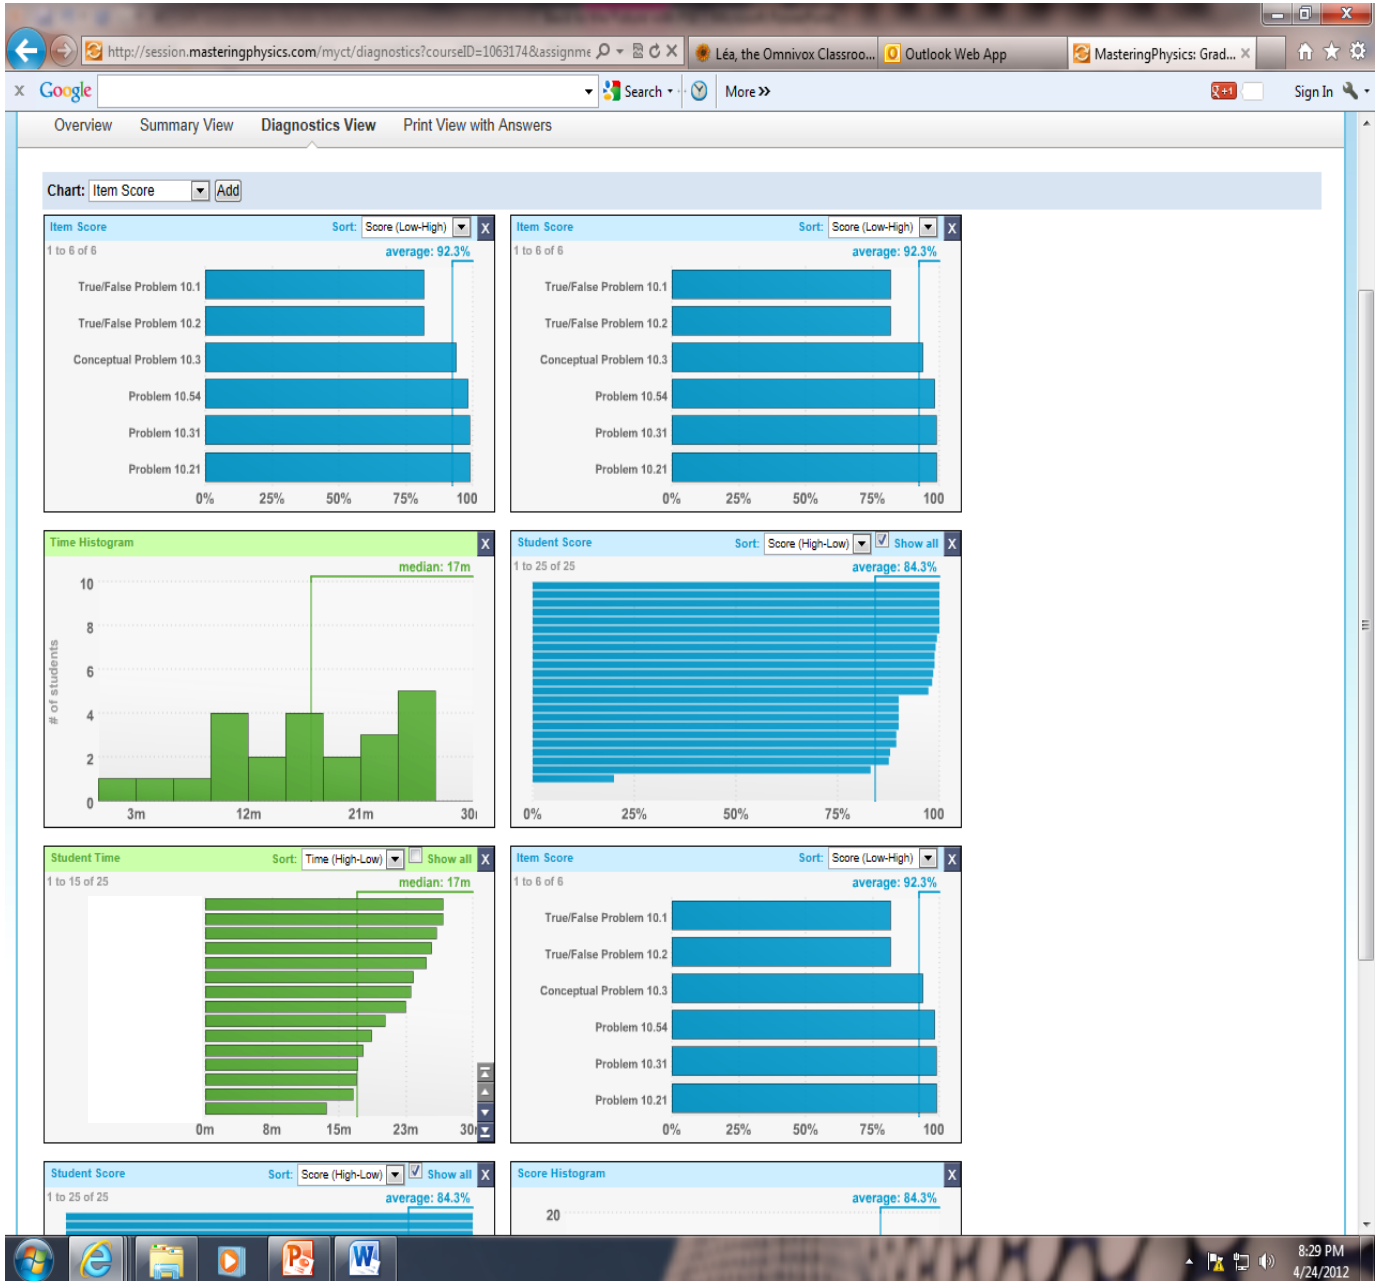 http://session.masteringphysics.com/myct/diagnostics?courseID=1063174&assignme
Léa, the Omnivox Classroo...
Outlook Web App
MasteringPhysics: Grad...
x Google
Search
More >>
+1
Sign In
Overview Summary View Diagnostics View Print View with Answers
Chart: Item Score Add
Item Score Sort: Score (Low-High) X
1 to 6 of 6 average: 92.3%
True/False Problem 10.1
True/False Problem 10.2
Conceptual Problem 10.3
Problem 10.54
Problem 10.31
Problem 10.21
0% 25% 50% 75% 100
Item Score Sort: Score (Low-High) X
1 to 6 of 6 average: 92.3%
True/False Problem 10.1
True/False Problem 10.2
Conceptual Problem 10.3
Problem 10.54
Problem 10.31
Problem 10.21
0% 25% 50% 75% 100
Time Histogram X
median: 17m
# of students
10
8
6
4
2
0
3m 12m 21m 30
Student Score Sort: Score (High-Low) Show all X
1 to 25 of 25 average: 84.3%
0% 25% 50% 75% 100
Student Time Sort: Time (High-Low) Show all X
1 to 15 of 25 median: 17m
0m 8m 15m 23m 30
Item Score Sort: Score (Low-High) X
1 to 6 of 6 average: 92.3%
True/False Problem 10.1
True/False Problem 10.2
Conceptual Problem 10.3
Problem 10.54
Problem 10.31
Problem 10.21
0% 25% 50% 75% 100
Student Score Sort: Score (High-Low) Show all X
1 to 25 of 25 average: 84.3%
Score Histogram X
average: 84.3%
20
8:29 PM
4/24/2012